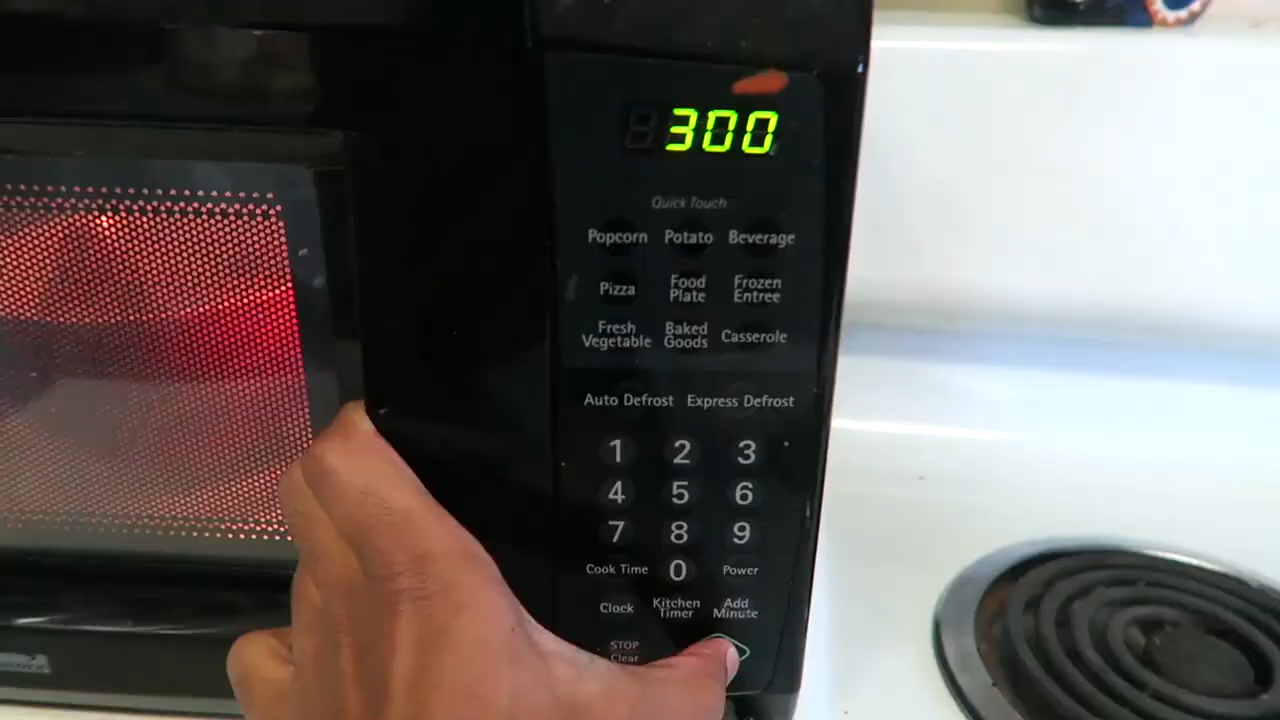 300
Quick Touch
Popcorn Potato Beverage
Pizza Food Plate Frozen Entree
Fresh Vegetable Baked Goods Casserole
Auto Defrost Express Defrost
1 2 3
4 5 6
7 8 9
Cook Time 0 Power
Clock Kitchen Timer Add Minute
STOP
Clear